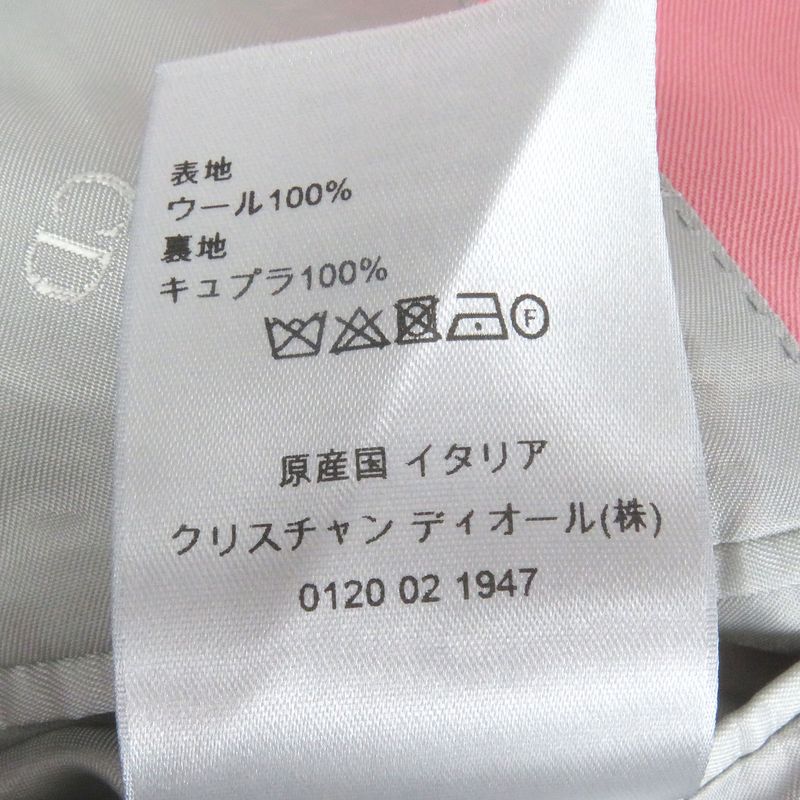 表地
ウール100%
裏地
キュプラ100%
F
原産国 イタリア
クリスチャン ディオール(株)
0120 02 1947
CD